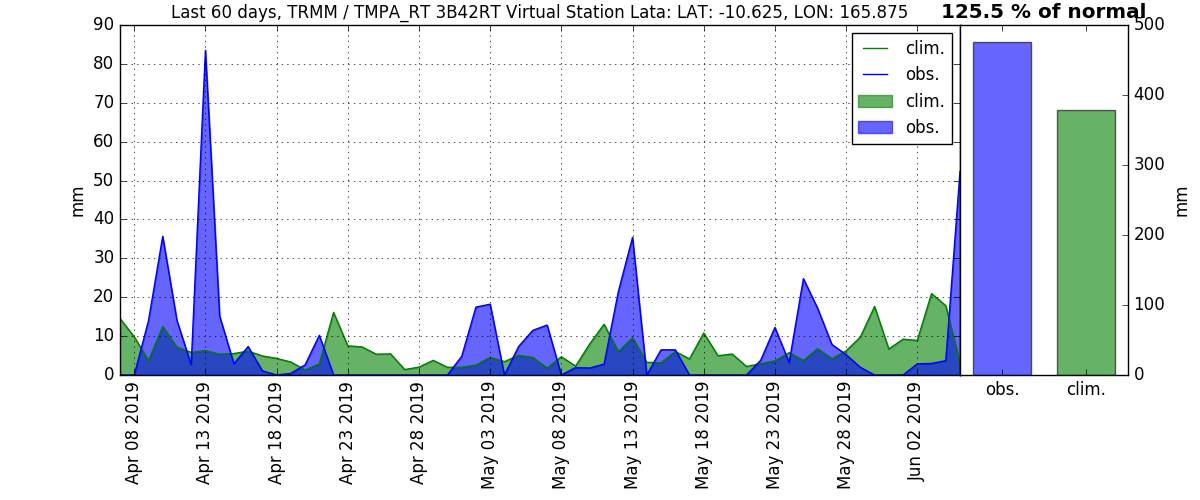 Last 60 days, TRMM / TMPA_RT 3B42RT Virtual Station Lata: LAT: -10.625, LON: 165.875
125.5 % of normal
90
80
70
60
50
40
30
20
10
0
mm
clim.
obs.
clim.
obs.
500
400
300
200
100
0
mm
Apr 08 2019
Apr 13 2019
Apr 18 2019
Apr 23 2019
Apr 28 2019
May 03 2019
May 08 2019
May 13 2019
May 18 2019
May 23 2019
May 28 2019
Jun 02 2019
obs.
clim.